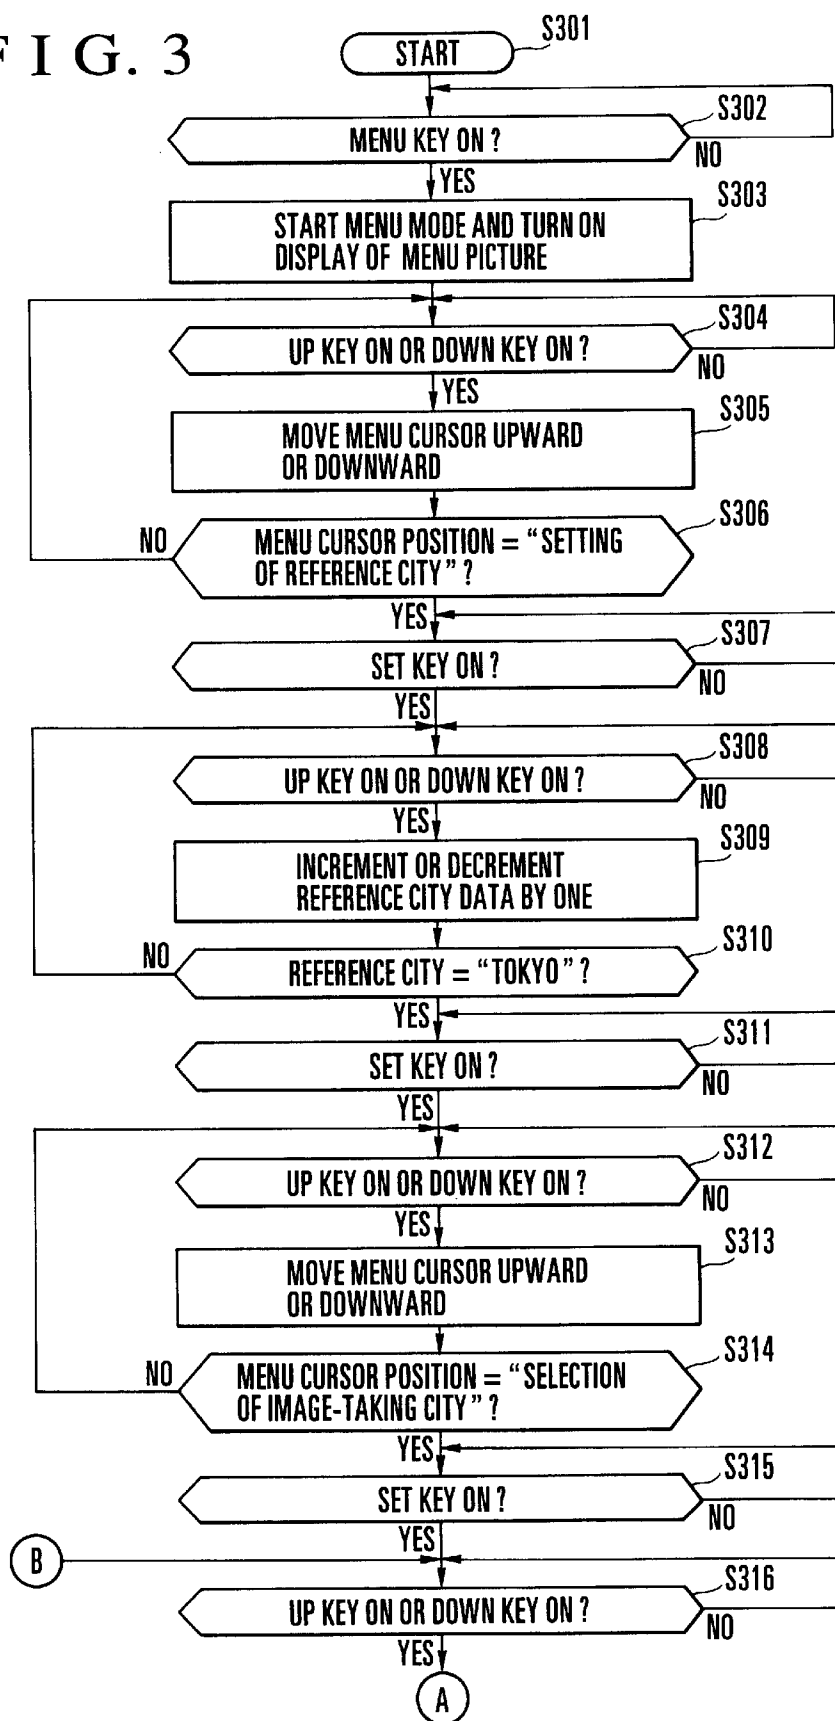 F I G. 3
START
S301
S302
MENU KEY ON ?
NO
YES
S303
START MENU MODE AND TURN ON
DISPLAY OF MENU PICTURE
S304
UP KEY ON OR DOWN KEY ON ?
NO
YES
S305
MOVE MENU CURSOR UPWARD
OR DOWNWARD
S306
NO
MENU CURSOR POSITION = “SETTING
OF REFERENCE CITY” ?
YES
S307
SET KEY ON ?
NO
YES
S308
UP KEY ON OR DOWN KEY ON ?
NO
YES
S309
INCREMENT OR DECREMENT
REFERENCE CITY DATA BY ONE
S310
NO
REFERENCE CITY = “TOKYO” ?
YES
S311
SET KEY ON ?
NO
YES
S312
UP KEY ON OR DOWN KEY ON ?
NO
YES
S313
MOVE MENU CURSOR UPWARD
OR DOWNWARD
S314
NO
MENU CURSOR POSITION = “SELECTION
OF IMAGE-TAKING CITY” ?
YES
S315
SET KEY ON ?
NO
YES
B
S316
UP KEY ON OR DOWN KEY ON ?
NO
YES
A